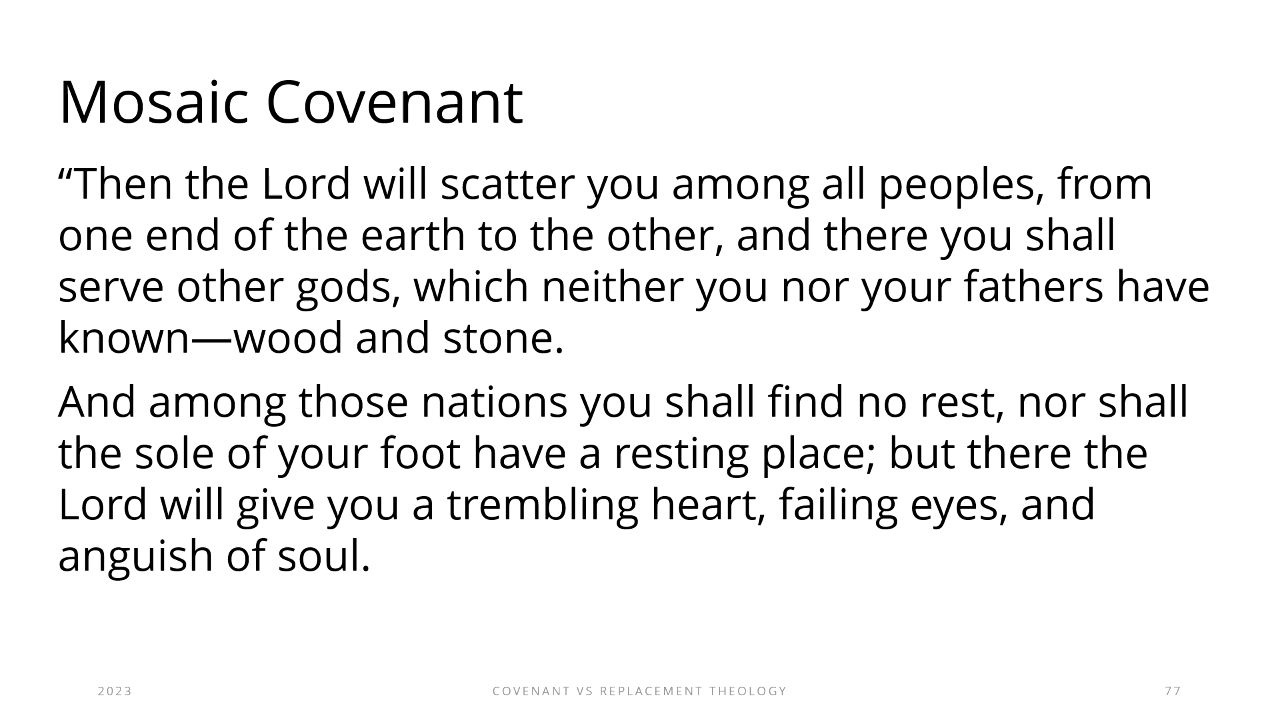 Mosaic Covenant
“Then the Lord will scatter you among all peoples, from
one end of the earth to the other, and there you shall
serve other gods, which neither you nor your fathers have
known—wood and stone.
And among those nations you shall find no rest, nor shall
the sole of your foot have a resting place; but there the
Lord will give you a trembling heart, failing eyes, and
anguish of soul.
2023
COVENANT VS REPLACEMENT THEOLOGY
77